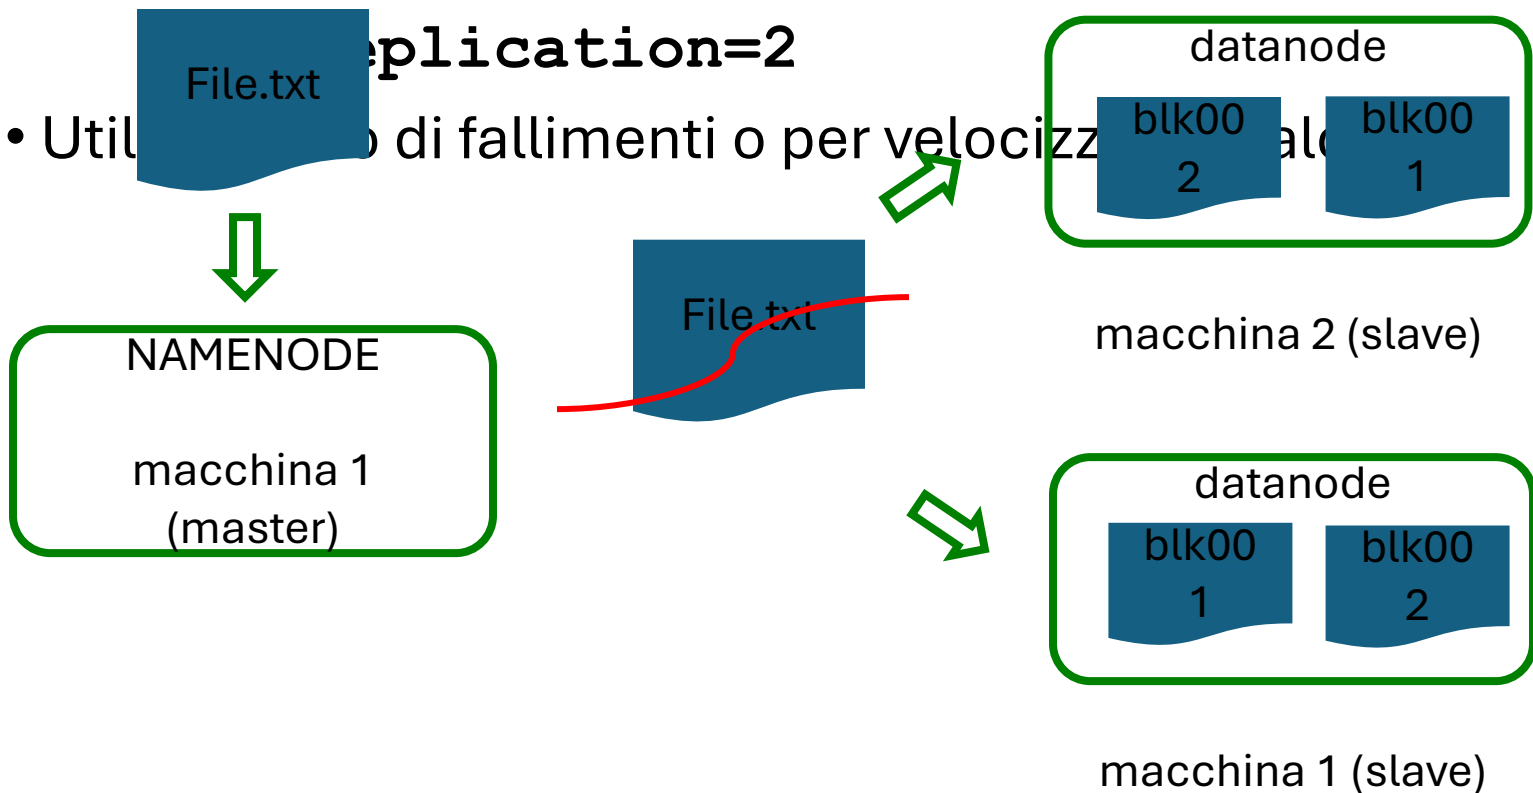 eplication=2
File.txt
• Util o di fallimenti o per velocizz alc
datanode
blk00
2
blk00
1
File.txt
NAMENODE
macchina 1
(master)
macchina 2 (slave)
datanode
blk00
1
blk00
2
macchina 1 (slave)